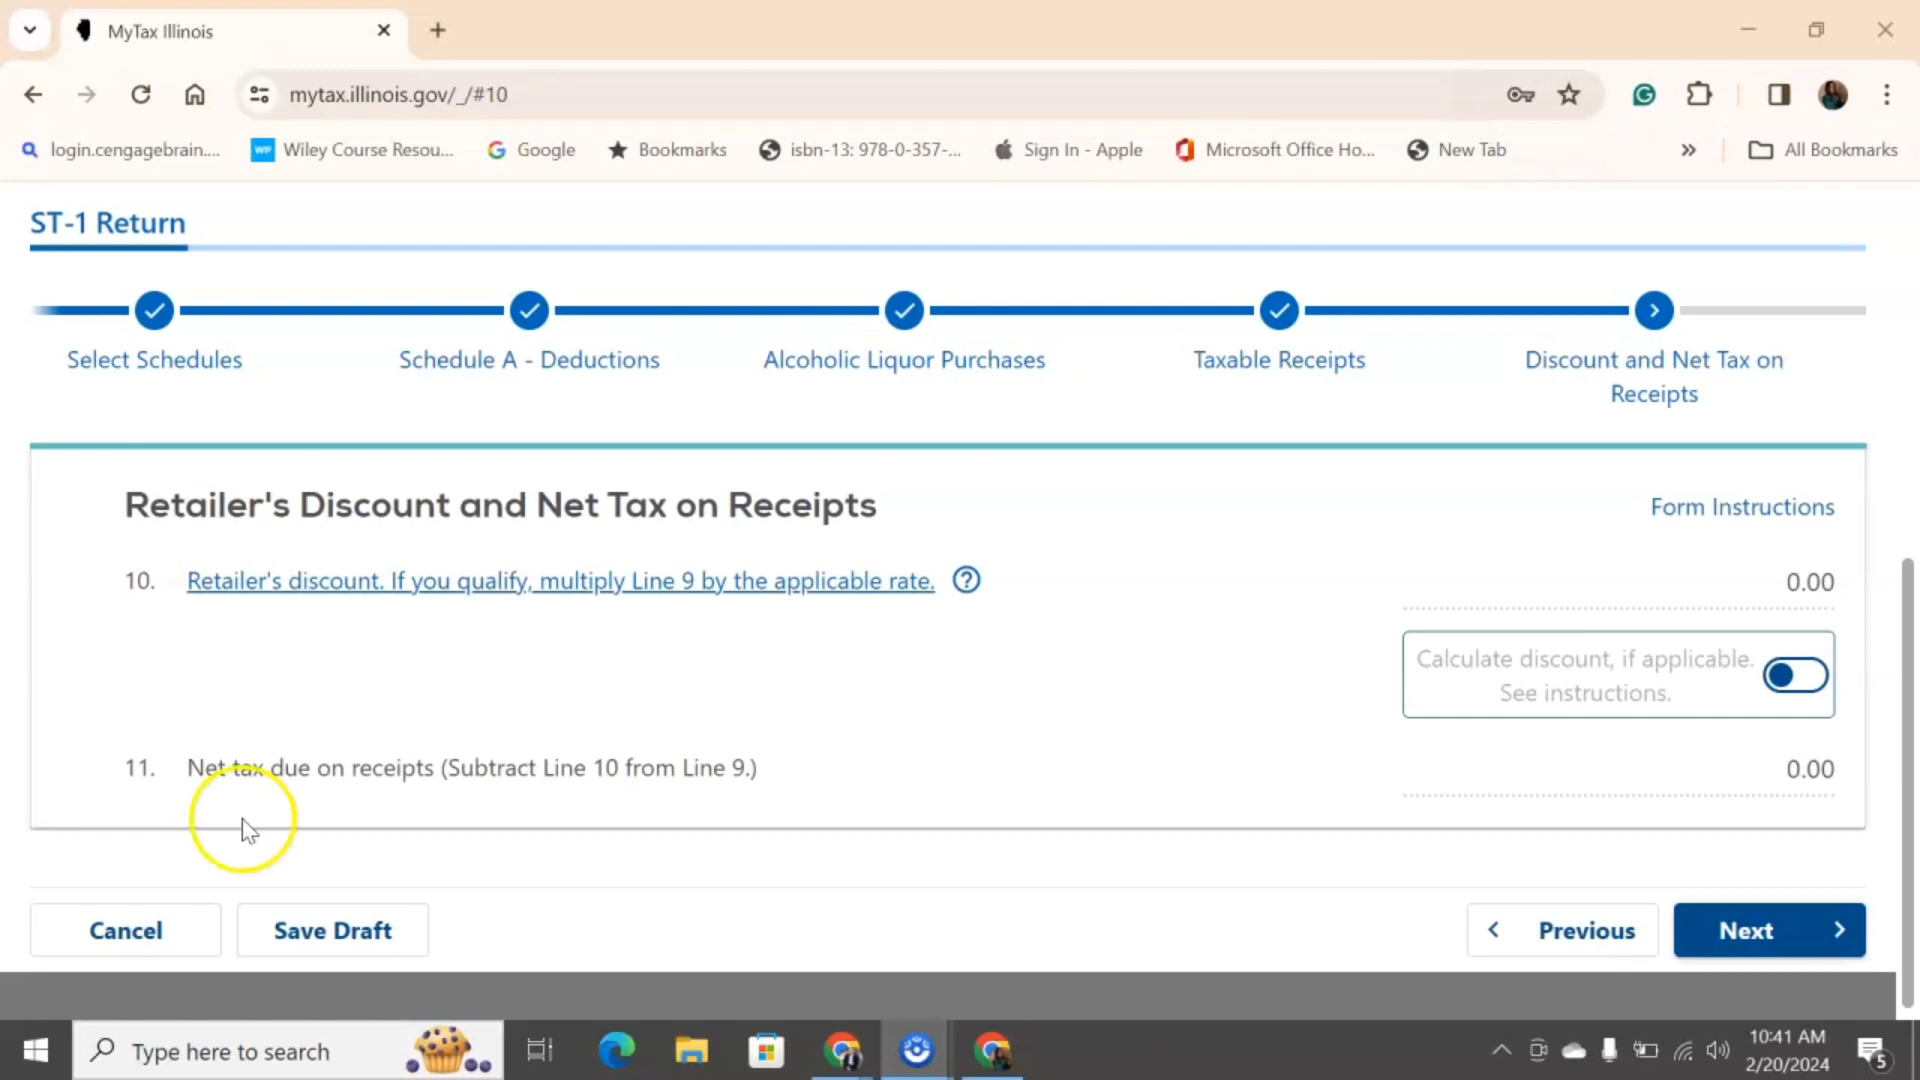 MyTax Illinois
mytax.illinois.gov/_/#10
login.cengagebrain.... WP Wiley Course Resou... Google Bookmarks isbn-13: 978-0-357-... Sign In - Apple Microsoft Office Ho... New Tab » All Bookmarks
ST-1 Return
Select Schedules Schedule A - Deductions Alcoholic Liquor Purchases Taxable Receipts Discount and Net Tax on
Receipts
Retailer's Discount and Net Tax on Receipts Form Instructions
10. Retailer's discount. If you qualify, multiply Line 9 by the applicable rate. ? 0.00
Calculate discount, if applicable.
See instructions.
11. Net tax due on receipts (Subtract Line 10 from Line 9.) 0.00
Cancel Save Draft Previous Next
Type here to search
10:41 AM
2/20/2024
5